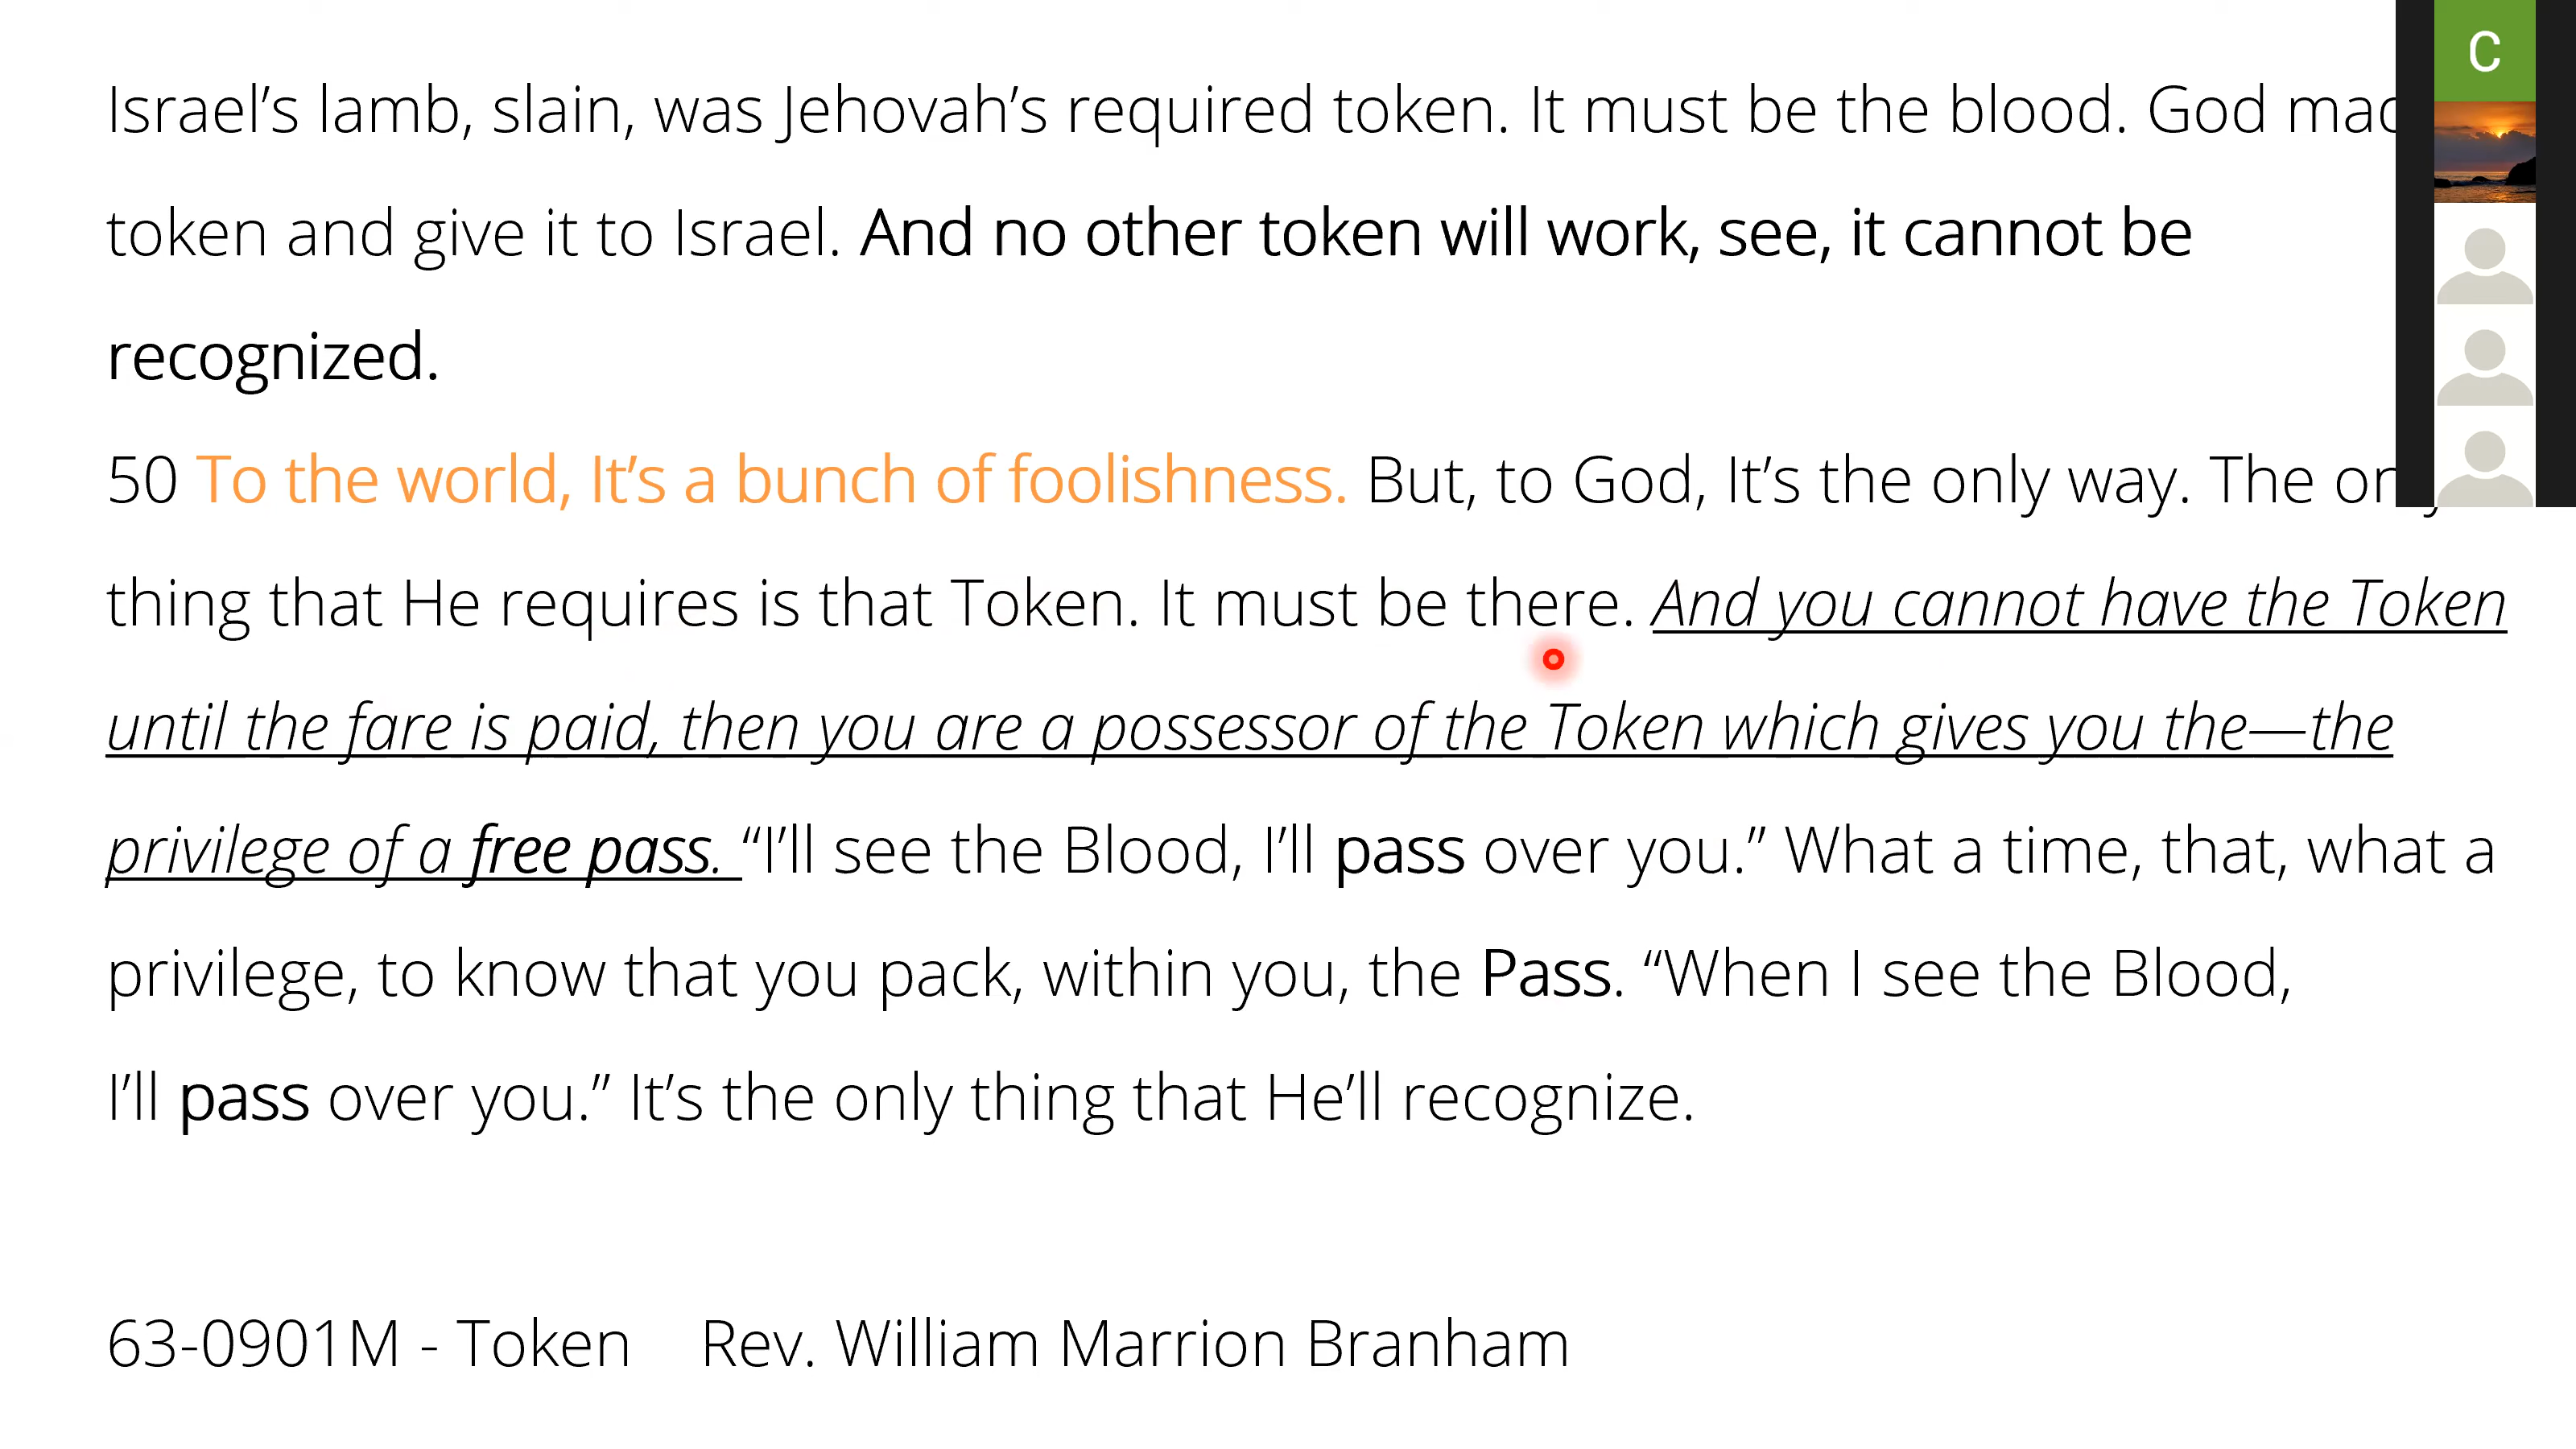 Israel’s lamb, slain, was Jehovah’s required token. It must be the blood. God
token and give it to Israel. And no other token will work, see, it cannot be
recognized.
50 To the world, It’s a bunch of foolishness. But, to God, It’s the only way. The
thing that He requires is that Token. It must be there. And you cannot have the Token
until the fare is paid, then you are a possessor of the Token which gives you the—the
privilege of a free pass. “I’ll see the Blood, I’ll pass over you.” What a time, that, what a
privilege, to know that you pack, within you, the Pass. “When I see the Blood,
I’ll pass over you.” It’s the only thing that He’ll recognize.
63-0901M - Token Rev. William Marrion Branham
C